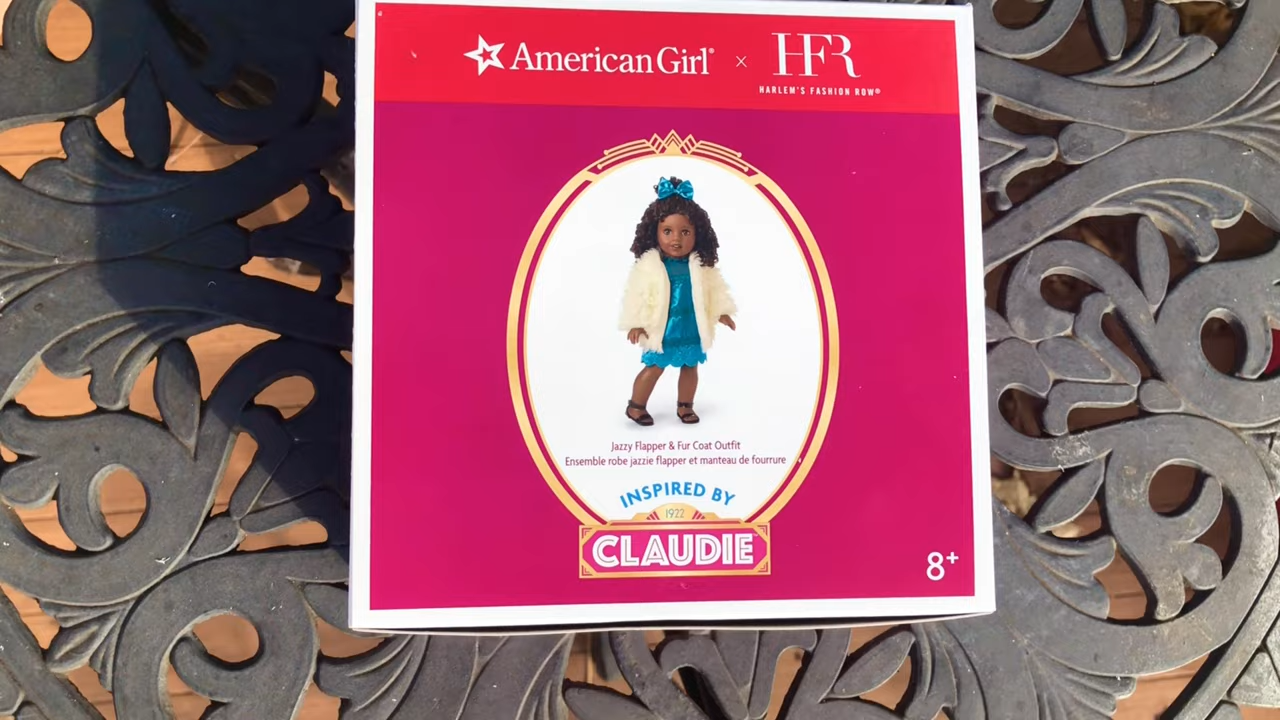 American Girl® × HFR
HARLEM'S FASHION ROW®
Jazzy Flapper & Fur Coat Outfit
Ensemble robe jazzie flapper et manteau de fourrure
INSPIRED BY
1922
CLAUDIE
8+